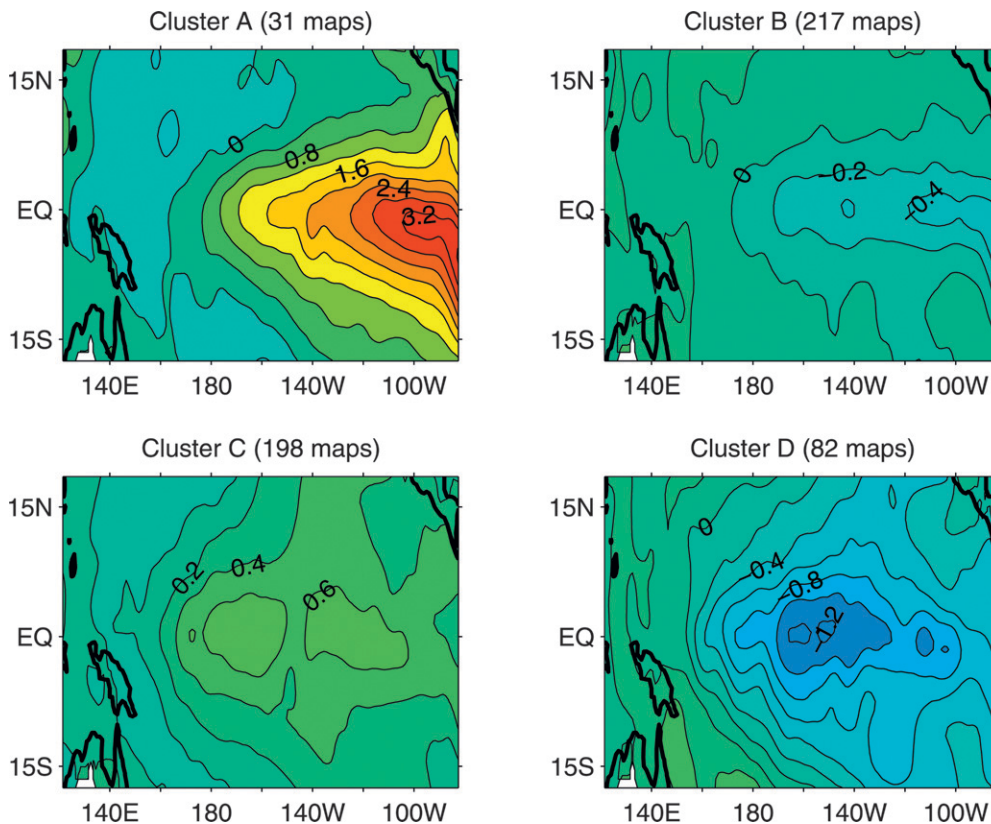 Cluster A (31 maps)
Cluster B (217 maps)
15N
EQ
15S
0
0.8
1.6
2.4
3.2
140E 180 140W 100W
15N
EQ
15S
0
−0.2
−0.4
140E 180 140W 100W
Cluster C (198 maps)
Cluster D (82 maps)
15N
EQ
15S
0.2
0.4
0.6
140E 180 140W 100W
15N
EQ
15S
0
−0.4
−0.8
−1.2
140E 180 140W 100W